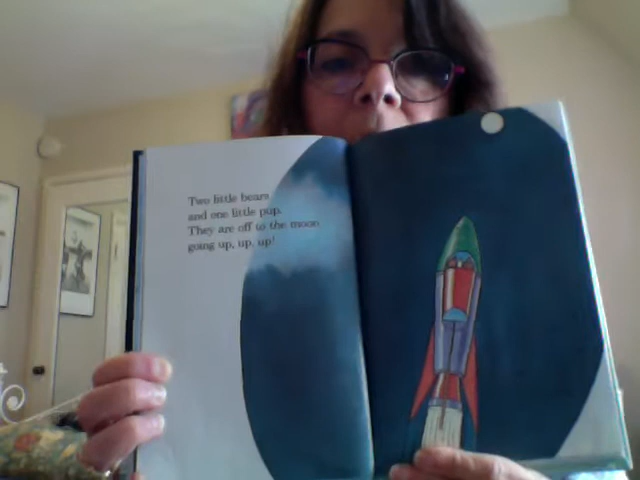 Two little bears
and one little pup.
They are off to the moon
going up, up, up!